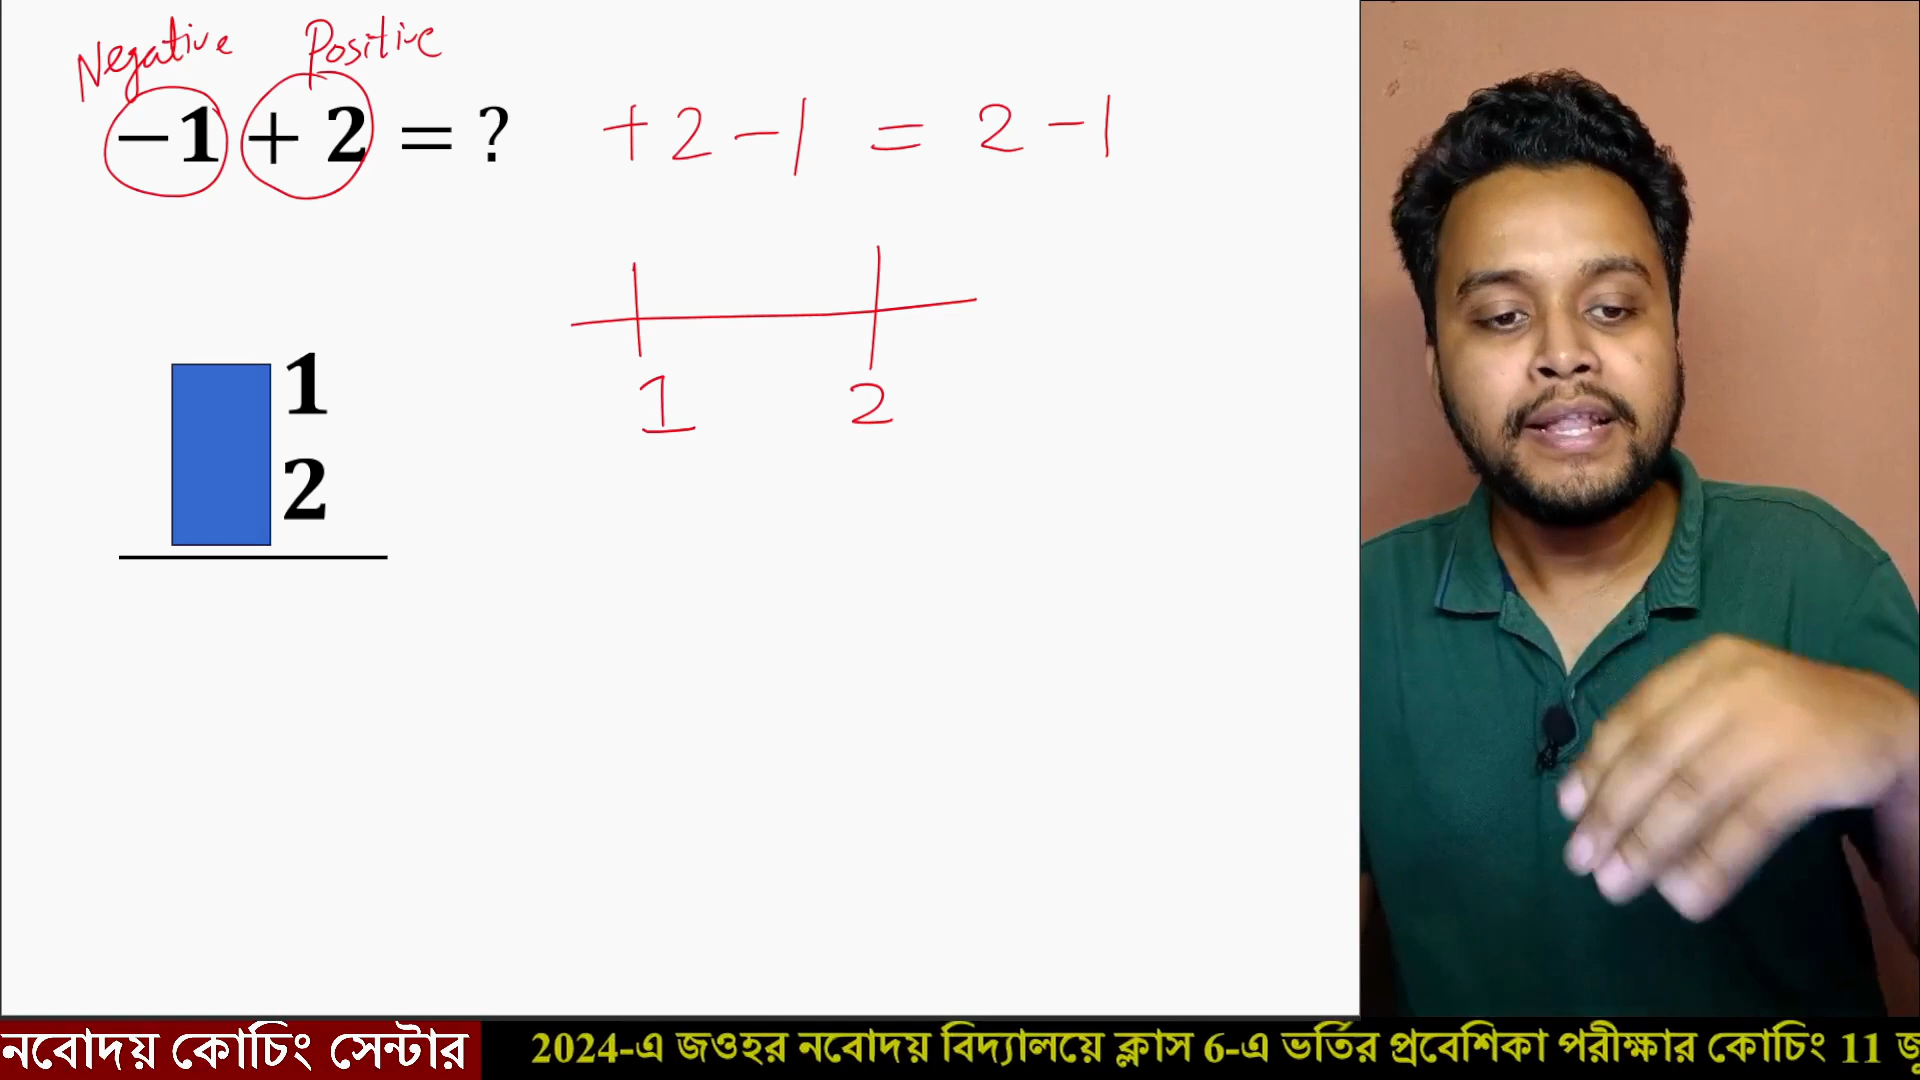 Negative Positive
−1 + 2 = ? +2 − 1 = 2 − 1
1 2
1
2
নবোদয় কোচিং সেন্টার 2024-এ জওহর নবোদয় বিদ্যালয়ে ক্লাস 6-এ ভর্তির প্রবেশিকা পরীক্ষার কোচিং 11